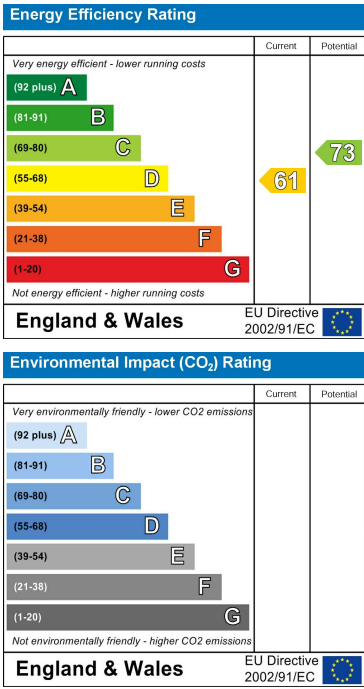 Energy Efficiency Rating
Current Potential
Very energy efficient - lower running costs
(92 plus) A
(81-91) B
(69-80) C
73
(55-68) D
61
(39-54) E
(21-38) F
(1-20) G
Not energy efficient - higher running costs
England & Wales
EU Directive
2002/91/EC
Environmental Impact (CO₂) Rating
Current Potential
Very environmentally friendly - lower CO2 emissions
(92 plus) A
(81-91) B
(69-80) C
(55-68) D
(39-54) E
(21-38) F
(1-20) G
Not environmentally friendly - higher CO2 emissions
England & Wales
EU Directive
2002/91/EC